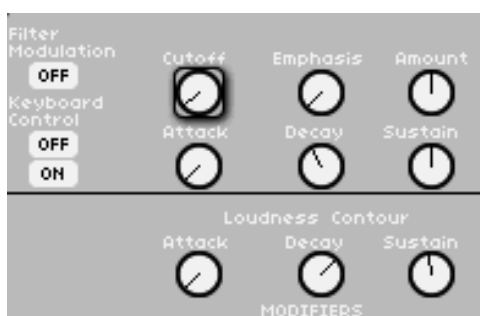 Filter
Modulation
OFF
Keyboard
Control
OFF
ON
Cutoff Emphasis Amount
Attack Decay Sustain
Loudness Contour
Attack Decay Sustain
MODIFIERS